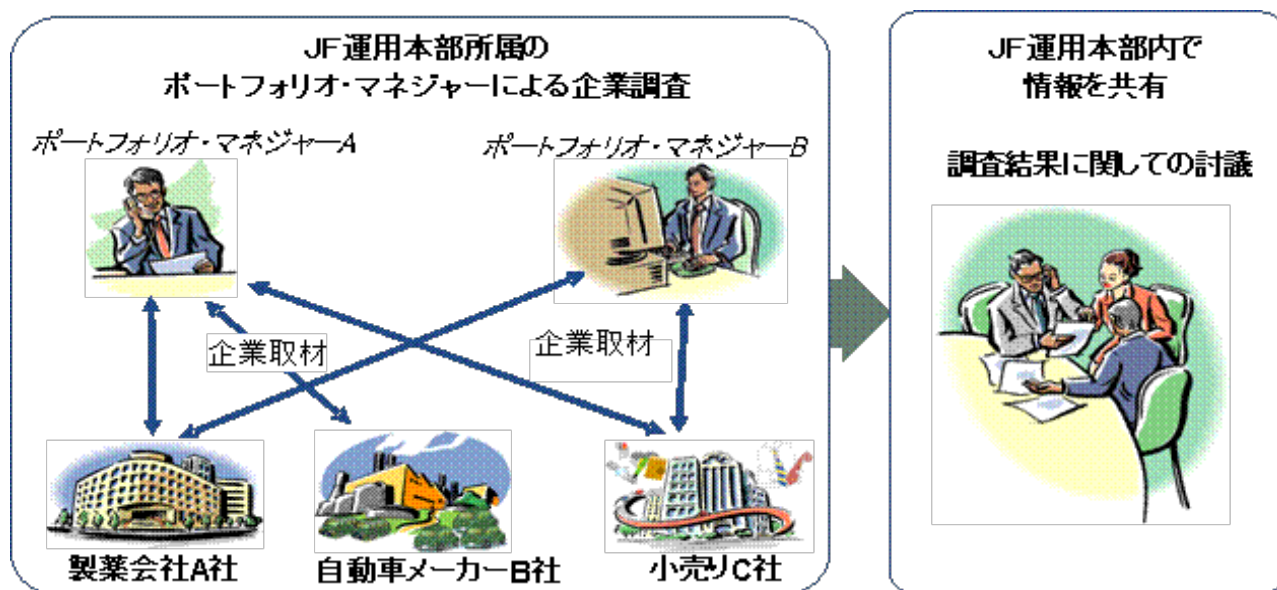 JF運用本部所属の
ポートフォリオ・マネジャーによる企業調査
ポートフォリオ・マネジャーA
ポートフォリオ・マネジャーB
企業取材
企業取材
製薬会社A社
自動車メーカーB社
小売りC社
JF運用本部内で
情報を共有
調査結果に関しての討議